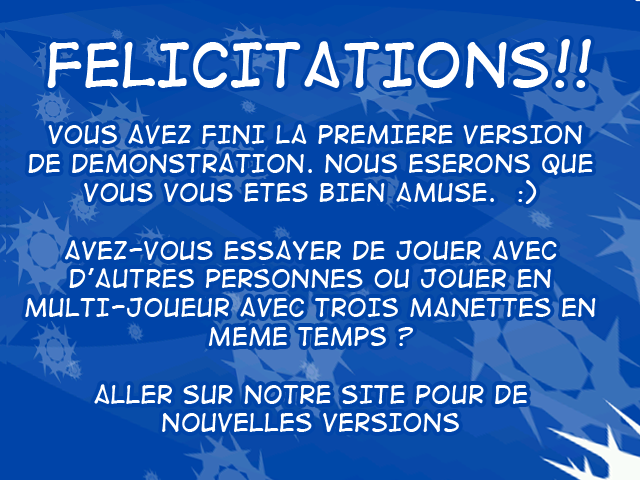 FELICITATIONS!!
VOUS AVEZ FINI LA PREMIERE VERSION
DE DEMONSTRATION. NOUS ESERONS QUE
VOUS VOUS ETES BIEN AMUSE. :)
AVEZ-VOUS ESSAYER DE JOUER AVEC
D'AUTRES PERSONNES OU JOUER EN
MULTI-JOUEUR AVEC TROIS MANETTES EN
MEME TEMPS ?
ALLER SUR NOTRE SITE POUR DE
NOUVELLES VERSIONS